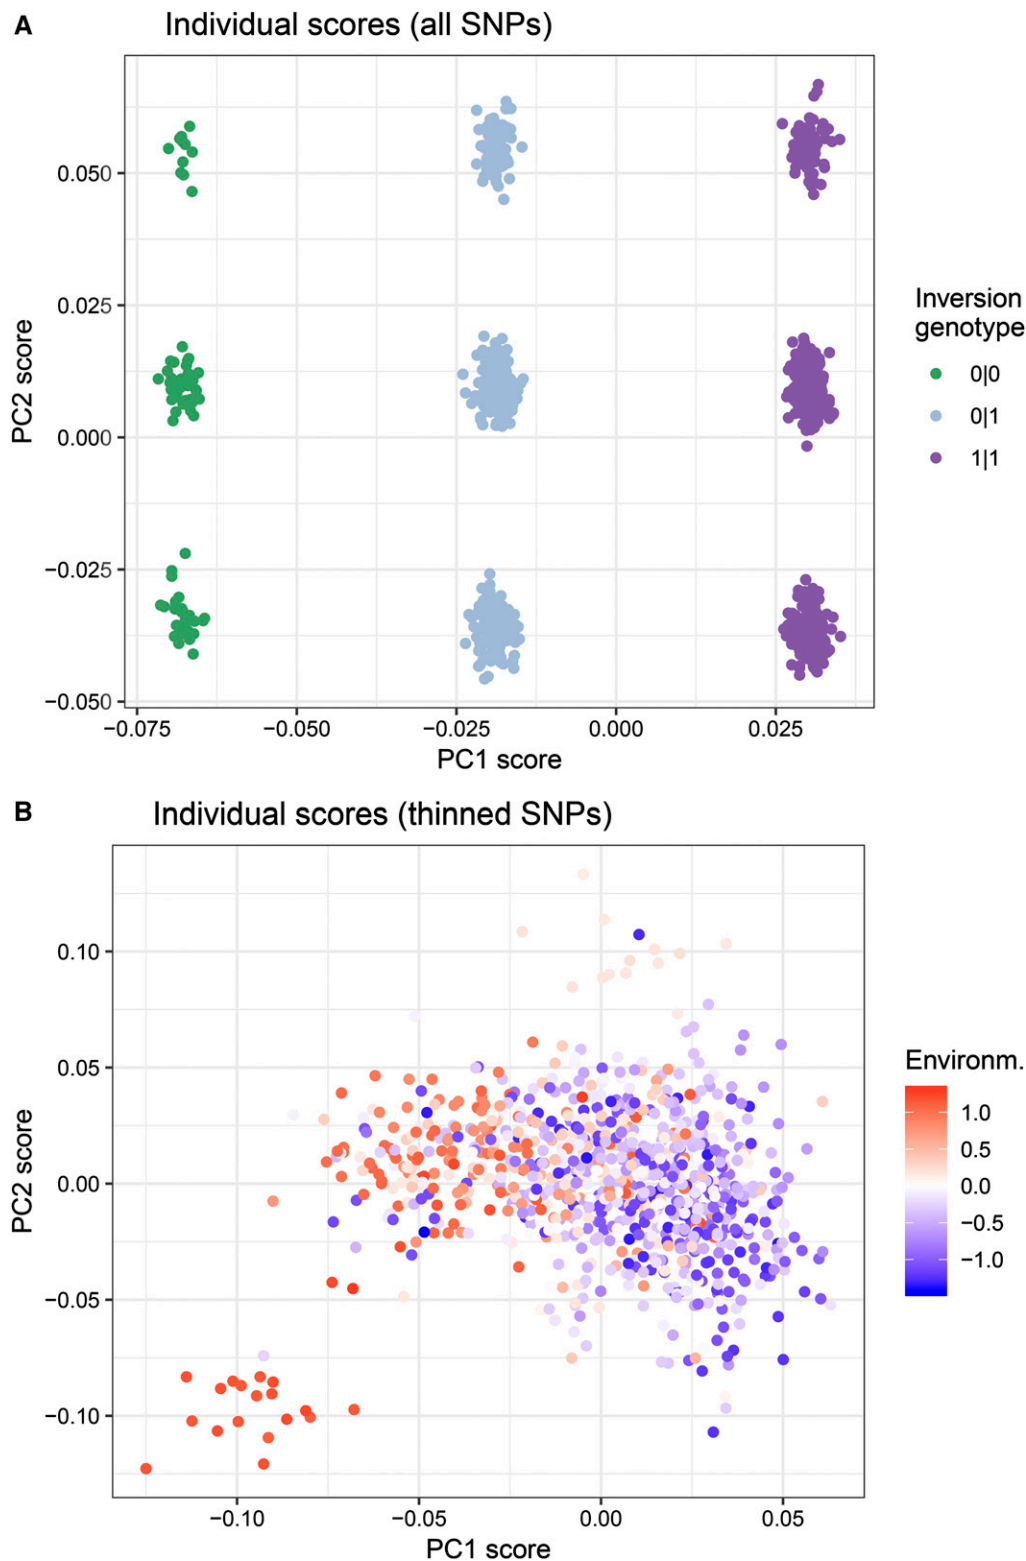 A
Individual scores (all SNPs)
PC2 score
0.050
0.025
0.000
−0.025
−0.050
−0.075
−0.050
−0.025
0.000
0.025
PC1 score
Inversion
genotype
0|0
0|1
1|1
B
Individual scores (thinned SNPs)
PC2 score
0.10
0.05
0.00
−0.05
−0.10
−0.10
−0.05
0.00
0.05
PC1 score
Environm.
1.0
0.5
0.0
−0.5
−1.0